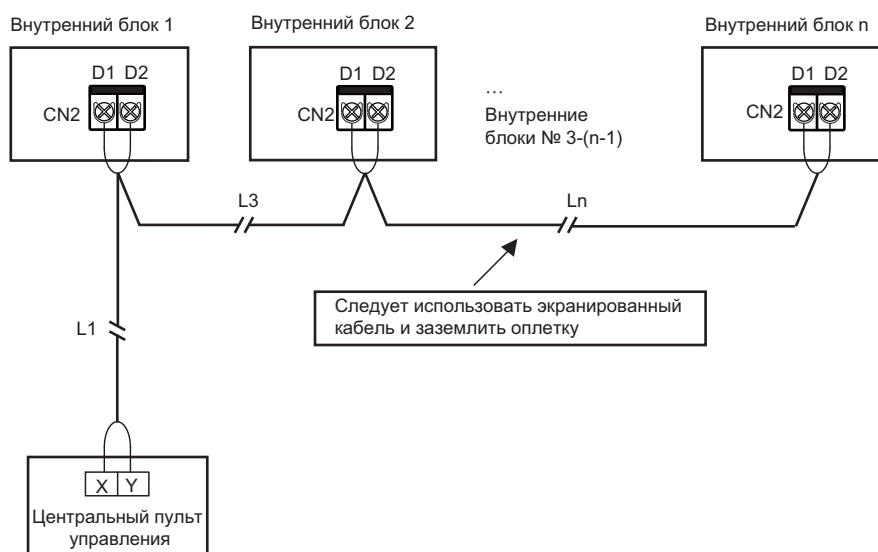 Внутренний блок 1
Внутренний блок 2
Внутренний блок n
D1 D2
D1 D2
D1 D2
CN2
CN2
CN2
...
Внутренние
блоки № 3-(n-1)
L3
Ln
Следует использовать экранированный
кабель и заземлить оплетку
L1
X Y
Центральный пульт
управления